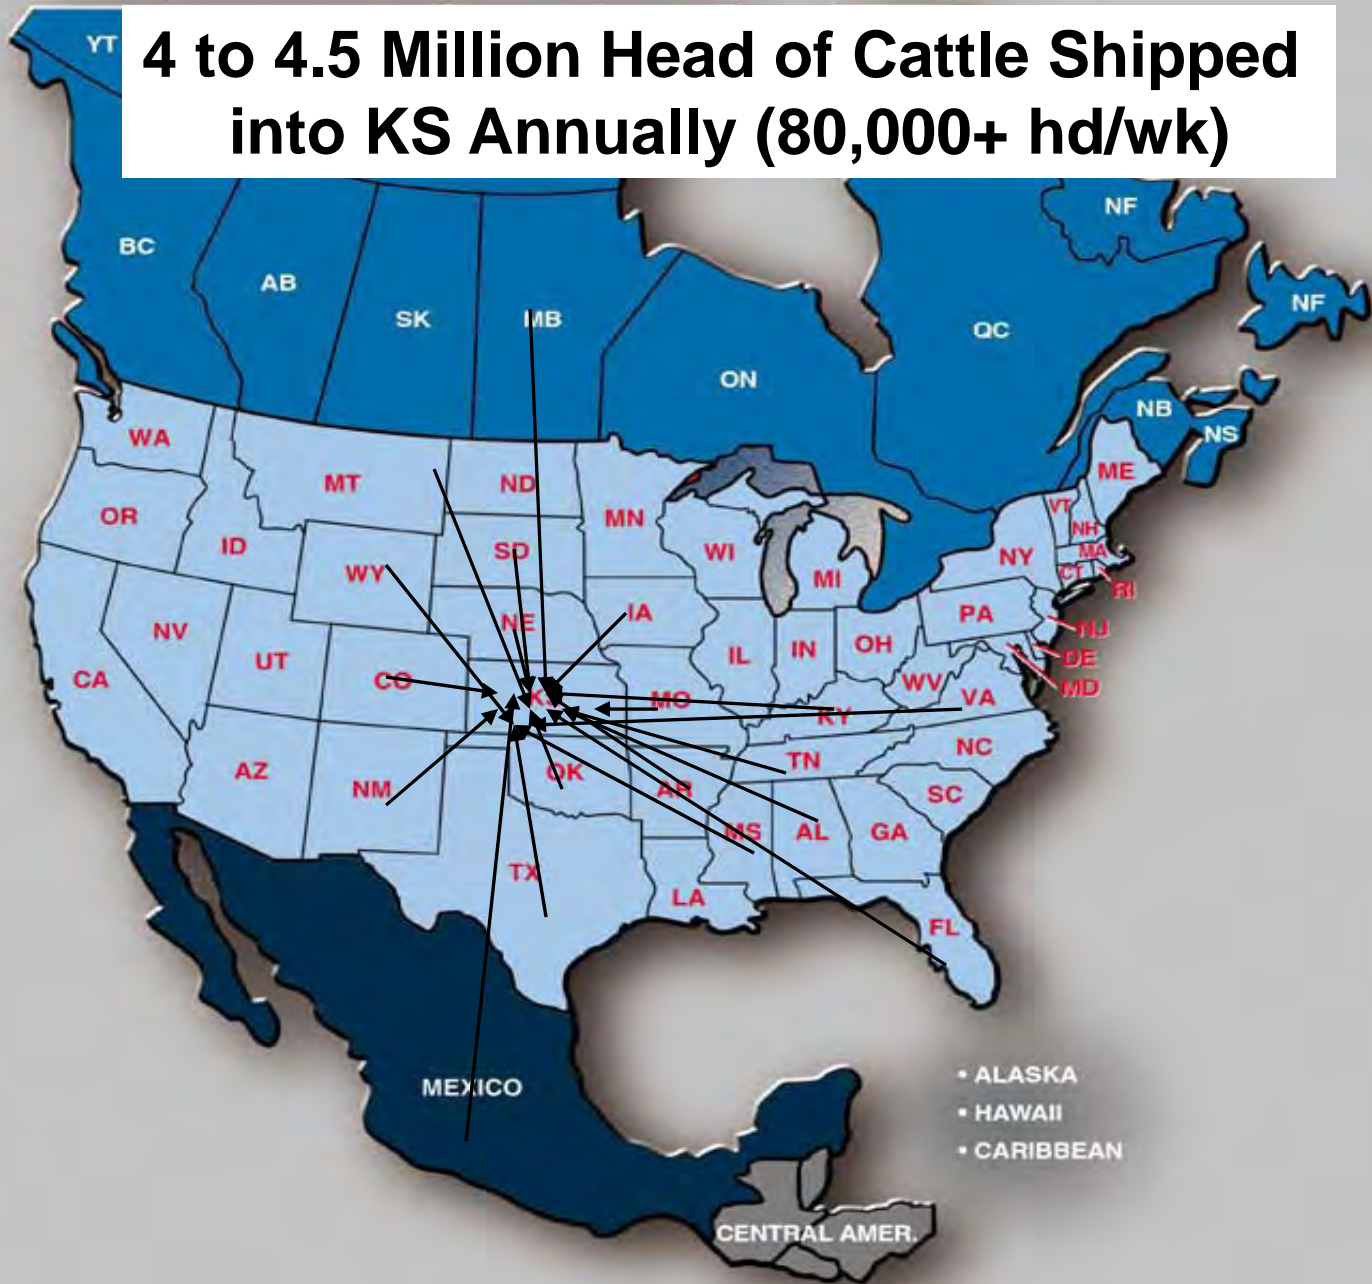 4 to 4.5 Million Head of Cattle Shipped
into KS Annually (80,000+ hd/wk)
YT
NF
BC
AB
NF
SK
MB
QC
ON
NB
NS
WA
ME
MT
ND
VT
OR
MN
NH
ID
SD
WI
NY
MA
WY
MI
CT
RI
IA
PA
NE
NV
NJ
OH
IN
IL
UT
DE
CA
CO
WV
MD
KS
MO
VA
KY
NC
TN
AZ
OK
NM
AR
SC
MS
AL
GA
TX
LA
FL
MEXICO
• ALASKA
• HAWAII
• CARIBBEAN
CENTRAL AMER.